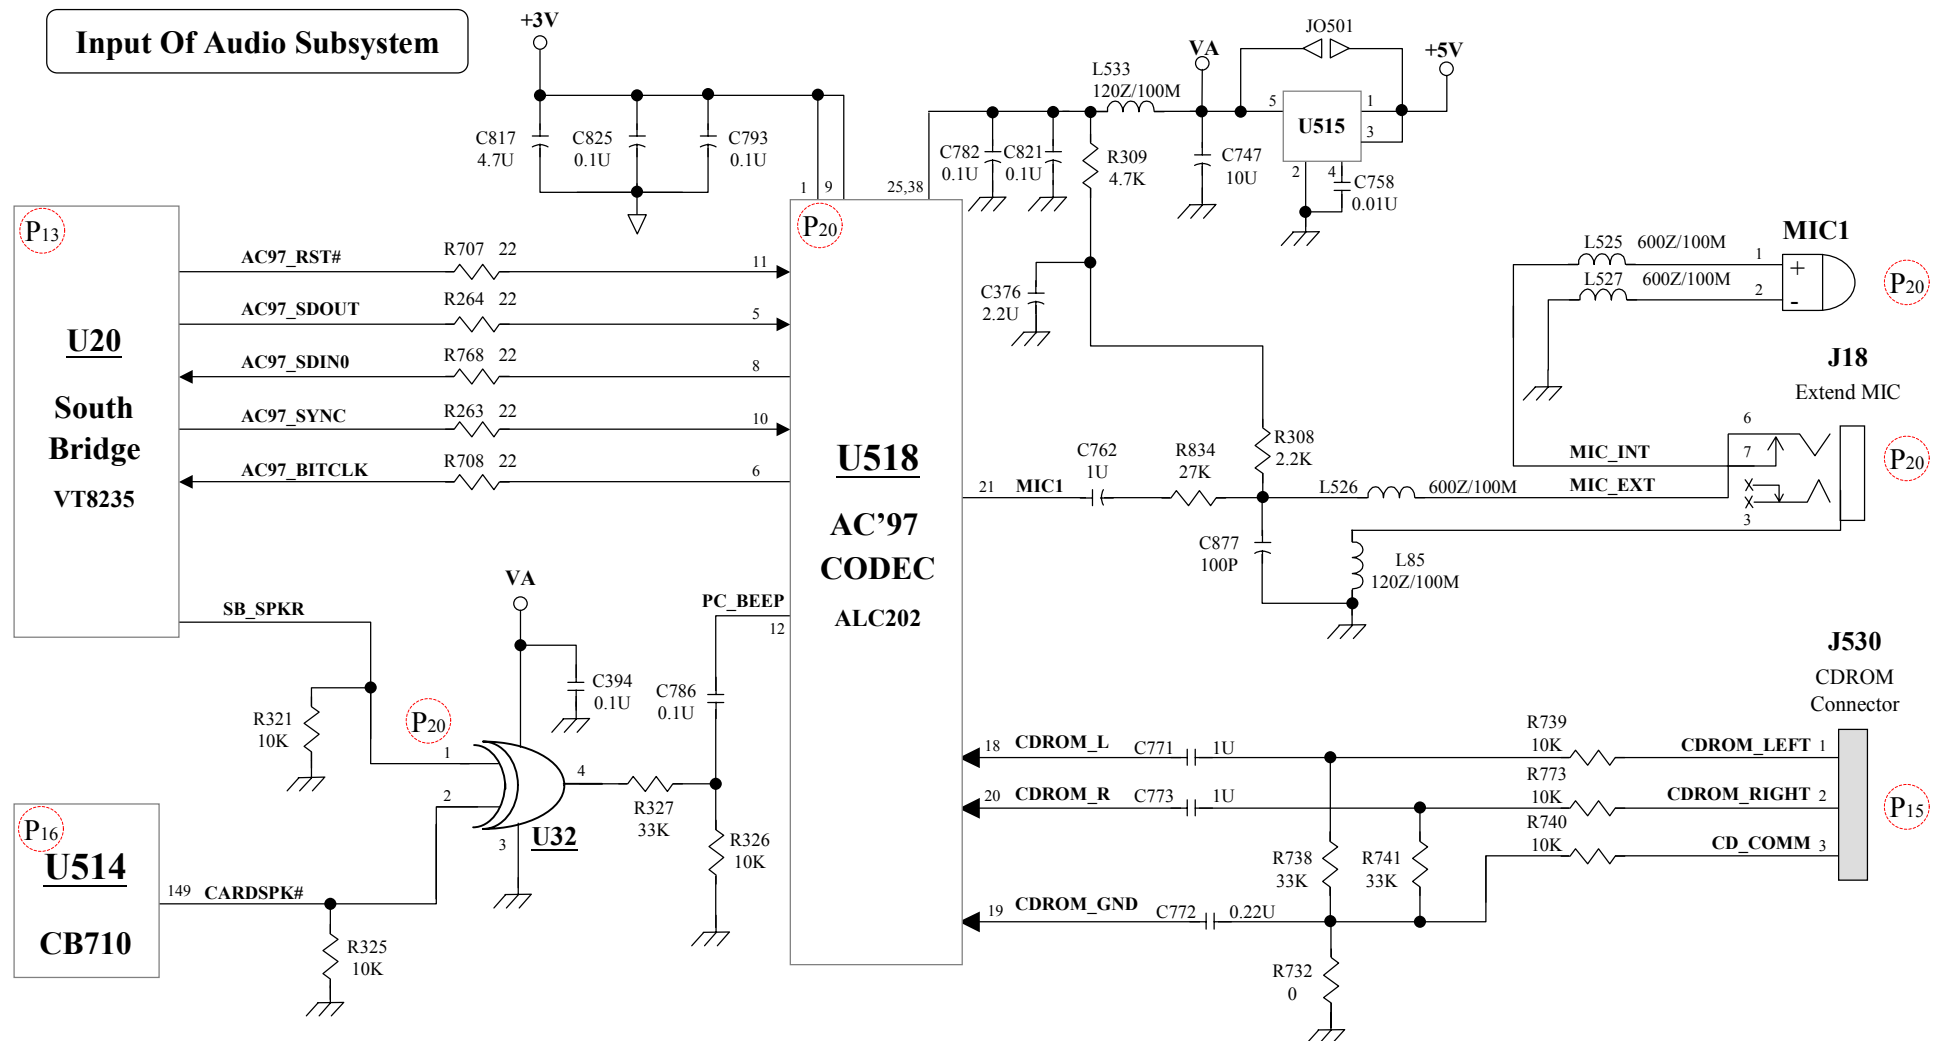 Input Of Audio Subsystem
+3V
C817
4.7U
C825
0.1U
C793
0.1U
1
9
25,38
C782
0.1U
C821
0.1U
L533
120Z/100M
R309
4.7K
VA
C747
10U
JO501
+5V
5
1
U515
3
2
4
C758
0.01U
C376
2.2U
P13
U20
South
Bridge
VT8235
AC97_RST#
R707
22
11
AC97_SDOUT
R264
22
5
AC97_SDIN0
R768
22
8
AC97_SYNC
R263
22
10
AC97_BITCLK
R708
22
6
SB_SPKR
P20
U518
AC’97
CODEC
ALC202
L525
600Z/100M
L527
600Z/100M
1
2
+
-
MIC1
P20
J18
Extend MIC
6
7
X
X
3
P20
MIC_INT
MIC_EXT
21
MIC1
C762
1U
R834
27K
R308
2.2K
L526
600Z/100M
C877
100P
L85
120Z/100M
PC_BEEP
12
VA
C394
0.1U
C786
0.1U
R321
10K
P20
1
2
4
3
U32
R327
33K
R326
10K
P16
U514
CB710
149
CARDSPK#
R325
10K
J530
CDROM
Connector
P15
18
CDROM_L
C771
1U
R739
10K
CDROM_LEFT
1
20
CDROM_R
C773
1U
R773
10K
CDROM_RIGHT
2
R740
10K
CD_COMM
3
R738
33K
R741
33K
19
CDROM_GND
C772
0.22U
R732
0